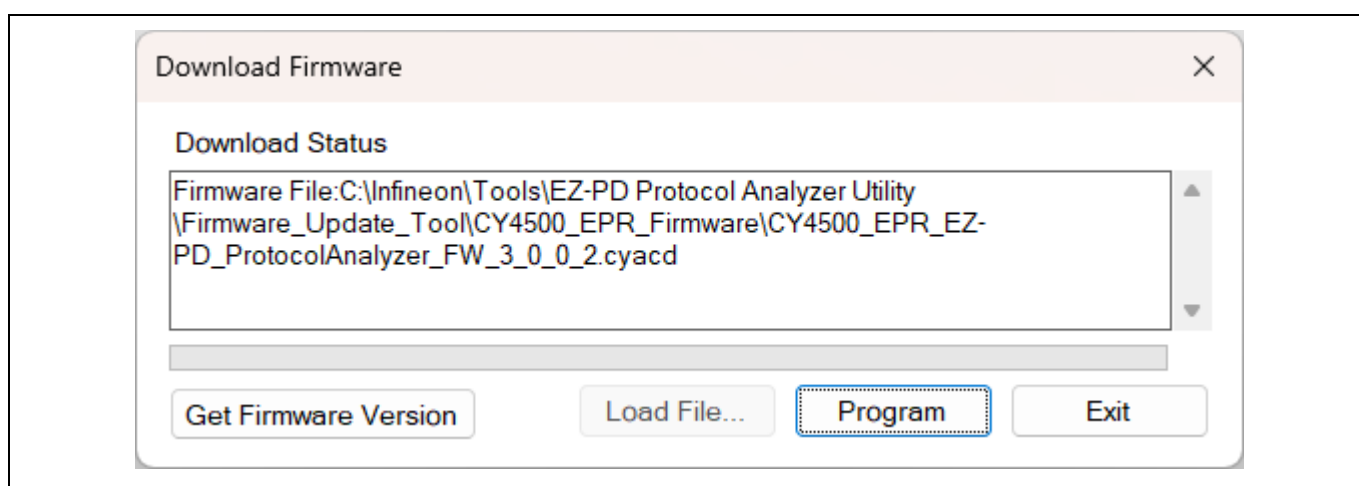 Download Firmware
Download Status
Firmware File:C:\Infineon\Tools\EZ-PD Protocol Analyzer Utility
\Firmware_Update_Tool\CY4500_EPR_Firmware\CY4500_EPR_EZ-
PD_ProtocolAnalyzer_FW_3_0_0_2.cyacd
Get Firmware Version
Load File...
Program
Exit